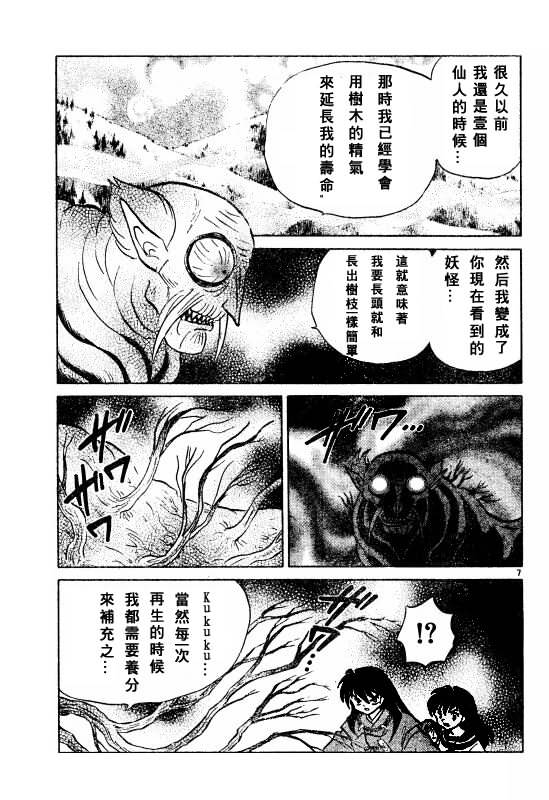 很久以前
我還是壹個
仙人的時候…
那時我已經學會
用樹木的精氣
來延長我的壽命
然后我變成了
你現在看到的
妖怪…
這就意味著
我要長頭就和
長出樹枝一樣簡單
ザワ…
ザワ
ザワ
7
!?
Kukuku…
當然每一次
再生的時候
我都需要養分
來補充之…